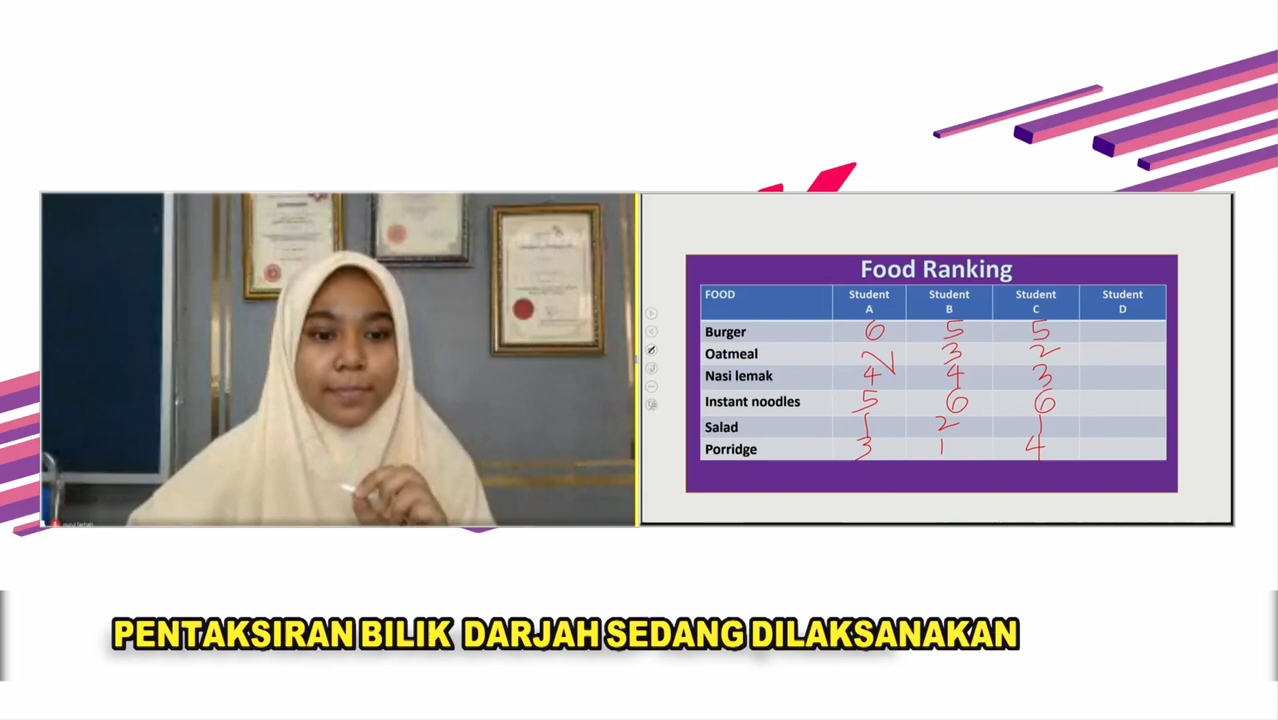 Food Ranking
FOOD Student A Student B Student C Student D
Burger 6 5 5
Oatmeal 2 3 2
Nasi lemak 4 4 3
Instant noodles 5 6 6
Salad 1 2 1
Porridge 3 1 4
PENTAKSIRAN BILIK DARJAH SEDANG DILAKSANAKAN